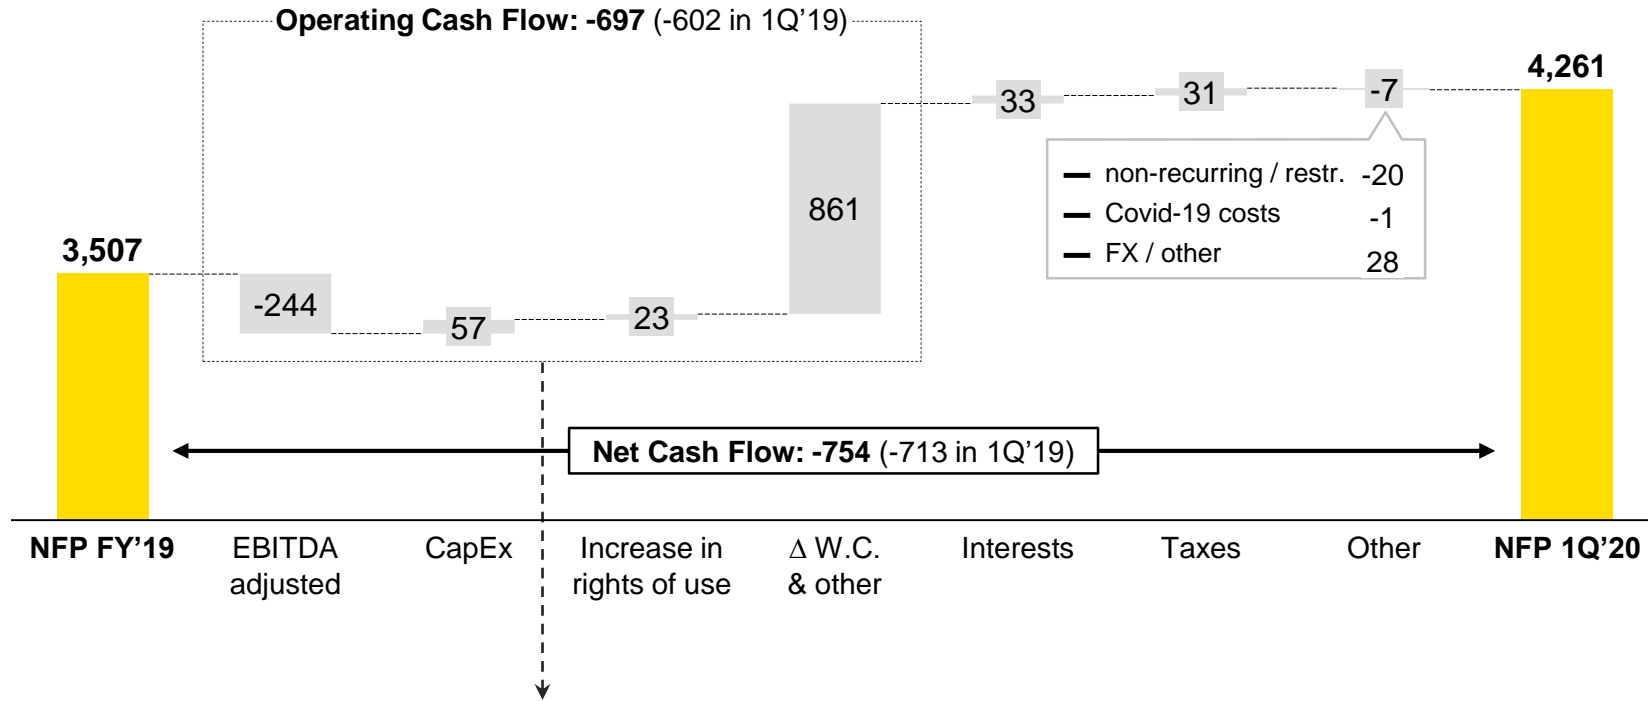 Operating Cash Flow: -697 (-602 in 1Q’19)
3,507
-244
57
23
861
33
31
-7
4,261
non-recurring / restr. -20
Covid-19 costs -1
FX / other 28
Net Cash Flow: -754 (-713 in 1Q’19)
NFP FY’19
EBITDA
adjusted
CapEx
Increase in
rights of use
Δ W.C.
& other
Interests
Taxes
Other
NFP 1Q’20